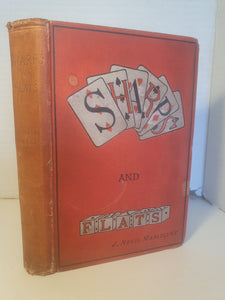 SHARPS
AND
FLATS
J. NEVIL MASKELYNE